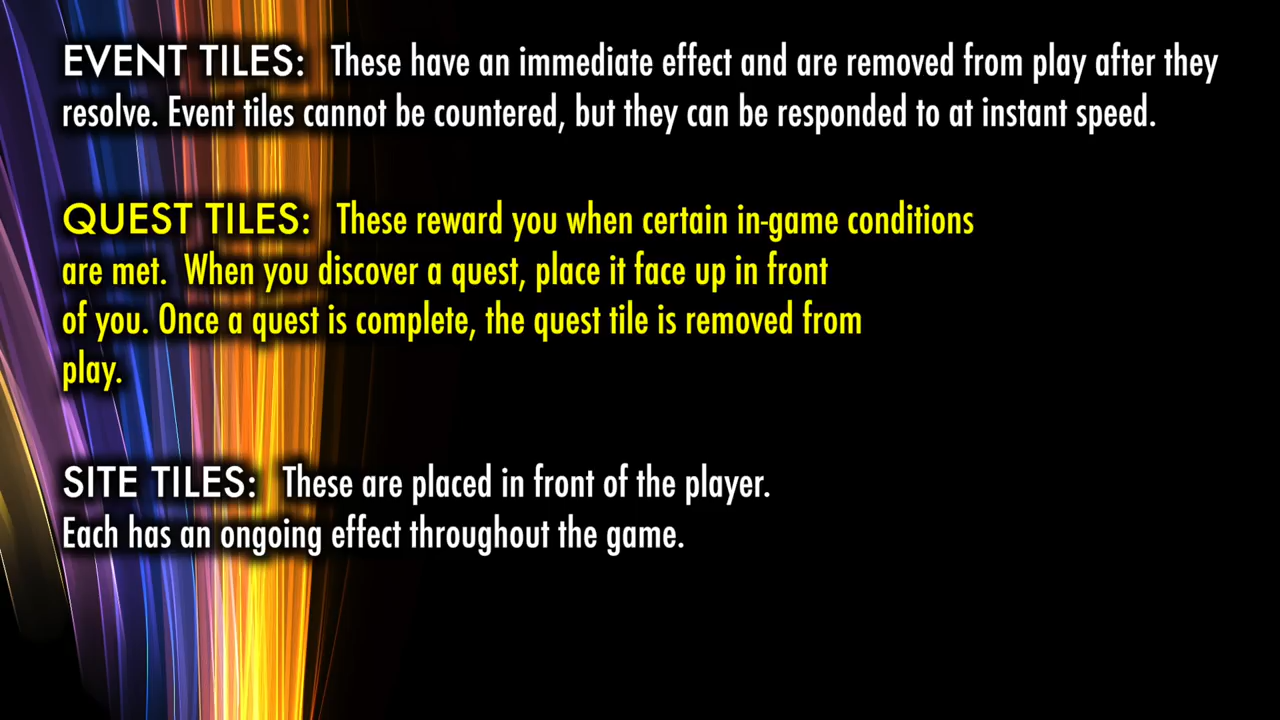 EVENT TILES: These have an immediate effect and are removed from play after they
resolve. Event tiles cannot be countered, but they can be responded to at instant speed.
QUEST TILES: These reward you when certain in-game conditions
are met. When you discover a quest, place it face up in front
of you. Once a quest is complete, the quest tile is removed from
play.
SITE TILES: These are placed in front of the player.
Each has an ongoing effect throughout the game.